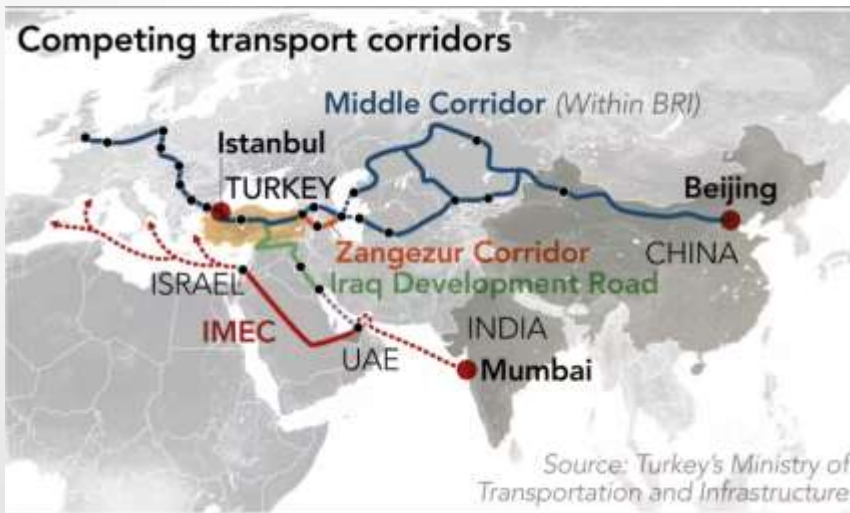 Competing transport corridors
Middle Corridor (Within BRI)
Istanbul
TURKEY
Beijing
CHINA
Zangezur Corridor
Iraq Development Road
ISRAEL
IMEC
UAE
INDIA
Mumbai
Source: Turkey's Ministry of
Transportation and Infrastructure